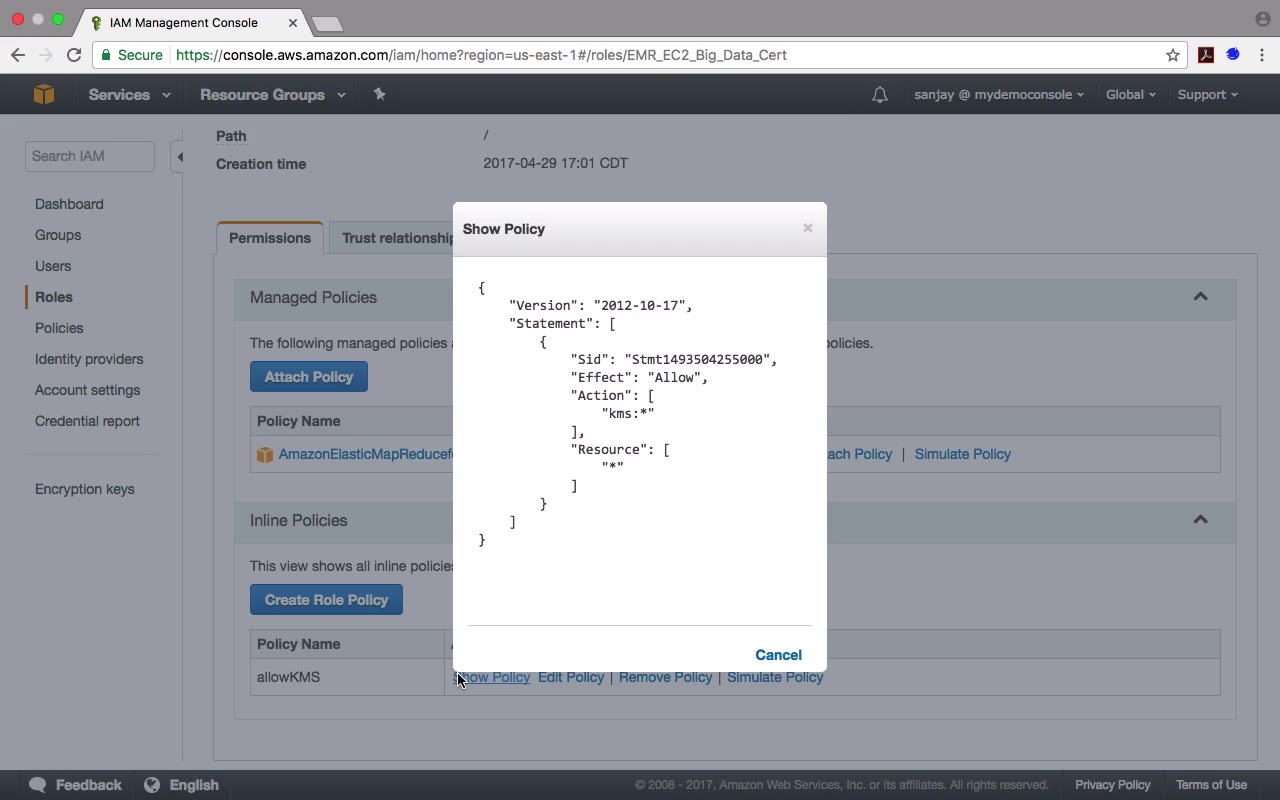 IAM Management Console
Secure https://console.aws.amazon.com/iam/home?region=us-east-1#/roles/EMR_EC2_Big_Data_Cert
Services Resource Groups sanjay @ mydemoconsole Global Support
Search IAM
Dashboard
Groups
Users
Roles
Policies
Identity providers
Account settings
Credential report
Encryption keys
Path /
Creation time 2017-04-29 17:01 CDT
Permissions Trust relationship
Managed Policies
The following managed policies olicies.
Attach Policy
Policy Name
AmazonElasticMapReducef ach Policy | Simulate Policy
Inline Policies
This view shows all inline policies
Create Role Policy
Policy Name
allowKMS Show Policy Edit Policy | Remove Policy | Simulate Policy
Show Policy ×
{
"Version": "2012-10-17",
"Statement": [
{
"Sid": "Stmt1493504255000",
"Effect": "Allow",
"Action": [
"kms:*"
],
"Resource": [
"*"
]
}
]
}
Cancel
Feedback English © 2008 - 2017, Amazon Web Services, Inc. or its affiliates. All rights reserved. Privacy Policy Terms of Use